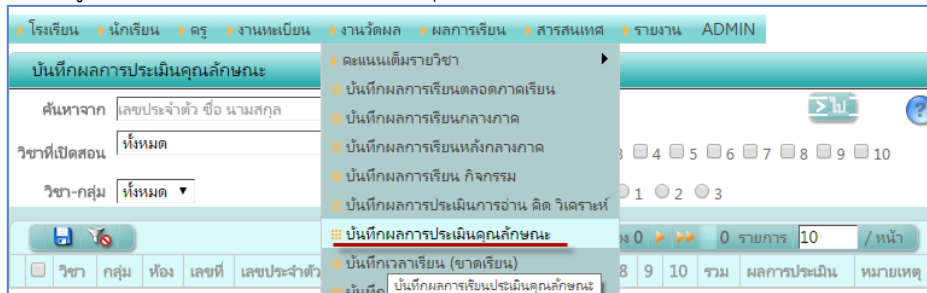 โรงเรียน นักเรียน ครู งานทะเบียน งานวัดผล ผลการเรียน สารสนเทศ รายงาน ADMIN
บันทึกผลการประเมินคุณลักษณะ
คะแนนเต็มรายวิชา
ค้นหาจาก เลขประจำตัว ชื่อ นามสกุล
บันทึกผลการเรียนตลอดภาคเรียน
ไป
?
บันทึกผลการเรียนกลางภาค
วิชาที่เปิดสอน ทั้งหมด
บันทึกผลการเรียนหลังกลางภาค
3 4 5 6 7 8 9 10
บันทึกผลการเรียน กิจกรรม
วิชา-กลุ่ม ทั้งหมด
1 2 3
บันทึกผลการประเมินการอ่าน คิด วิเคราะห์
บันทึกผลการประเมินคุณลักษณะ
0 0 รายการ 10 / หน้า
บันทึกเวลาเรียน (ขาดเรียน)
วิชา กลุ่ม ห้อง เลขที่ เลขประจำตัว 8 9 10 รวม ผลการประเมิน หมายเหตุ
บันทึกผลการเรียนประเมินคุณลักษณะ